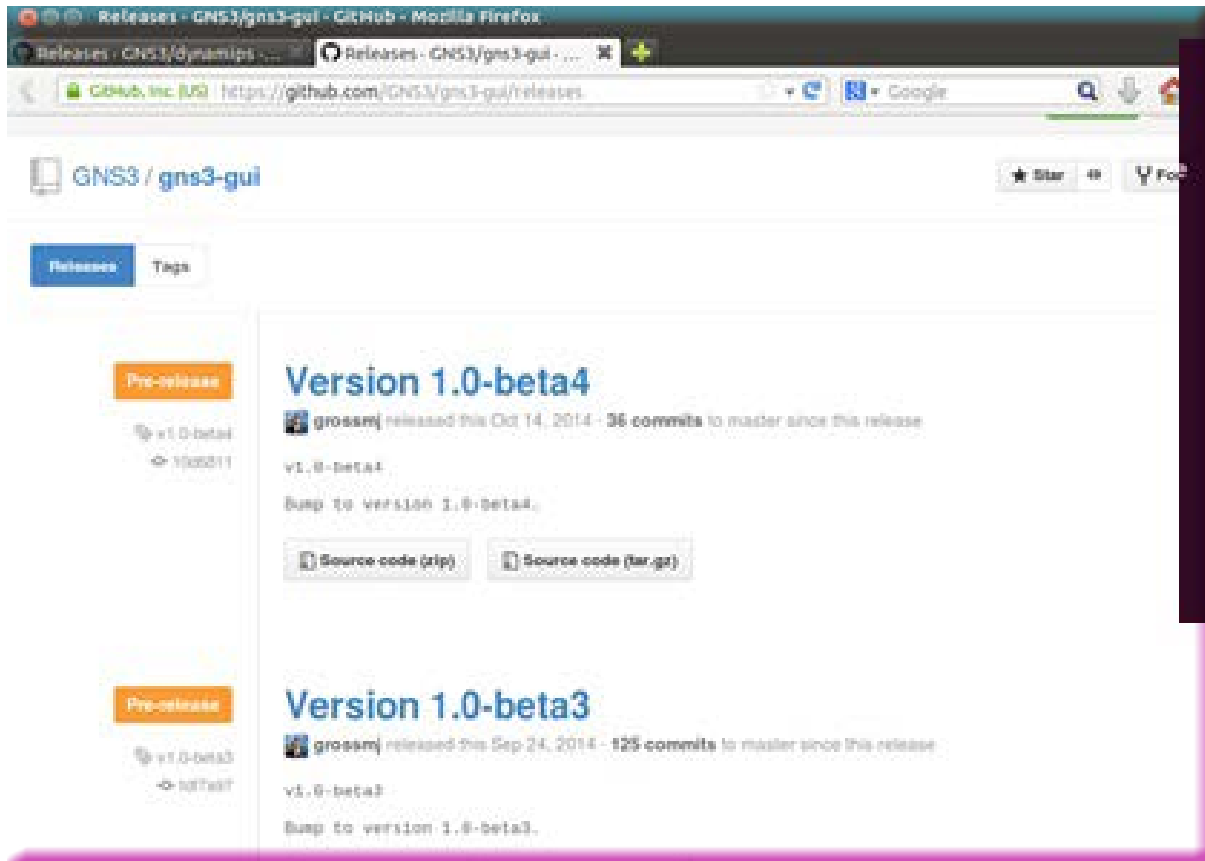 Releases · GNS3/gns3-gui - GitHub - Mozilla Firefox
Releases · GNS3/dynamips - ... Releases · GNS3/gns3-gui - ...
GitHub, Inc. (US) https://github.com/GNS3/gns3-gui/releases Google
GNS3 / gns3-gui
Star
Releases Tags
Pre-release
Version 1.0-beta4
grossmj released this Oct 14, 2014 · 36 commits to master since this release
v1.0-beta4
v1.0-beta4
Bump to version 1.0-beta4.
Source code (zip) Source code (tar.gz)
Pre-release
Version 1.0-beta3
grossmj released this Sep 24, 2014 · 125 commits to master since this release
v1.0-beta3
v1.0-beta3
Bump to version 1.0-beta3.